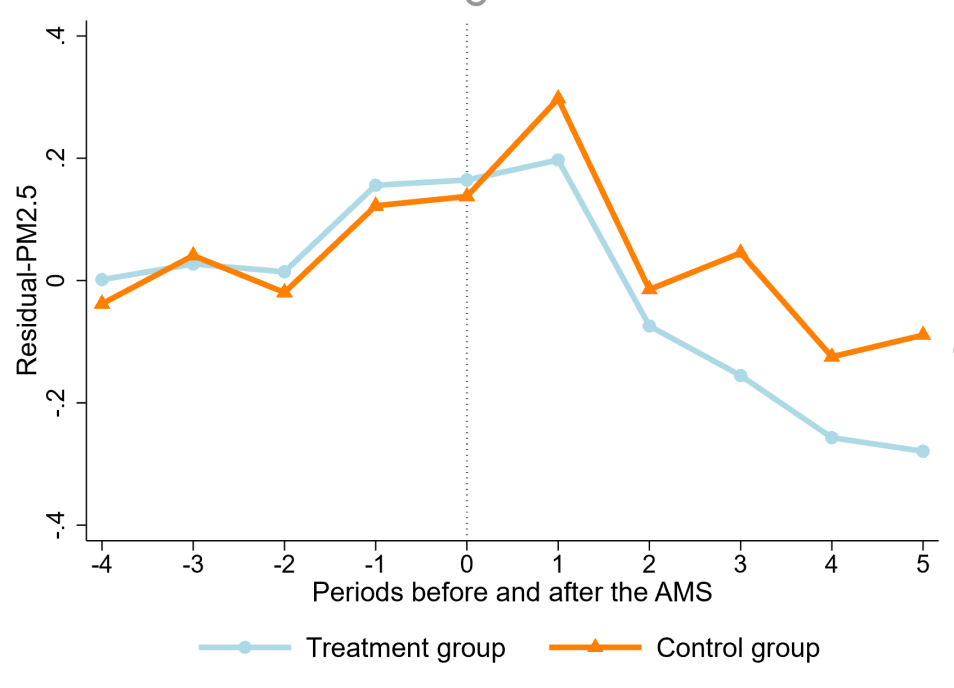 Residual-PM2.5
.4
.2
0
-.2
-.4
-4 -3 -2 -1 0 1 2 3 4 5
Periods before and after the AMS
Treatment group Control group